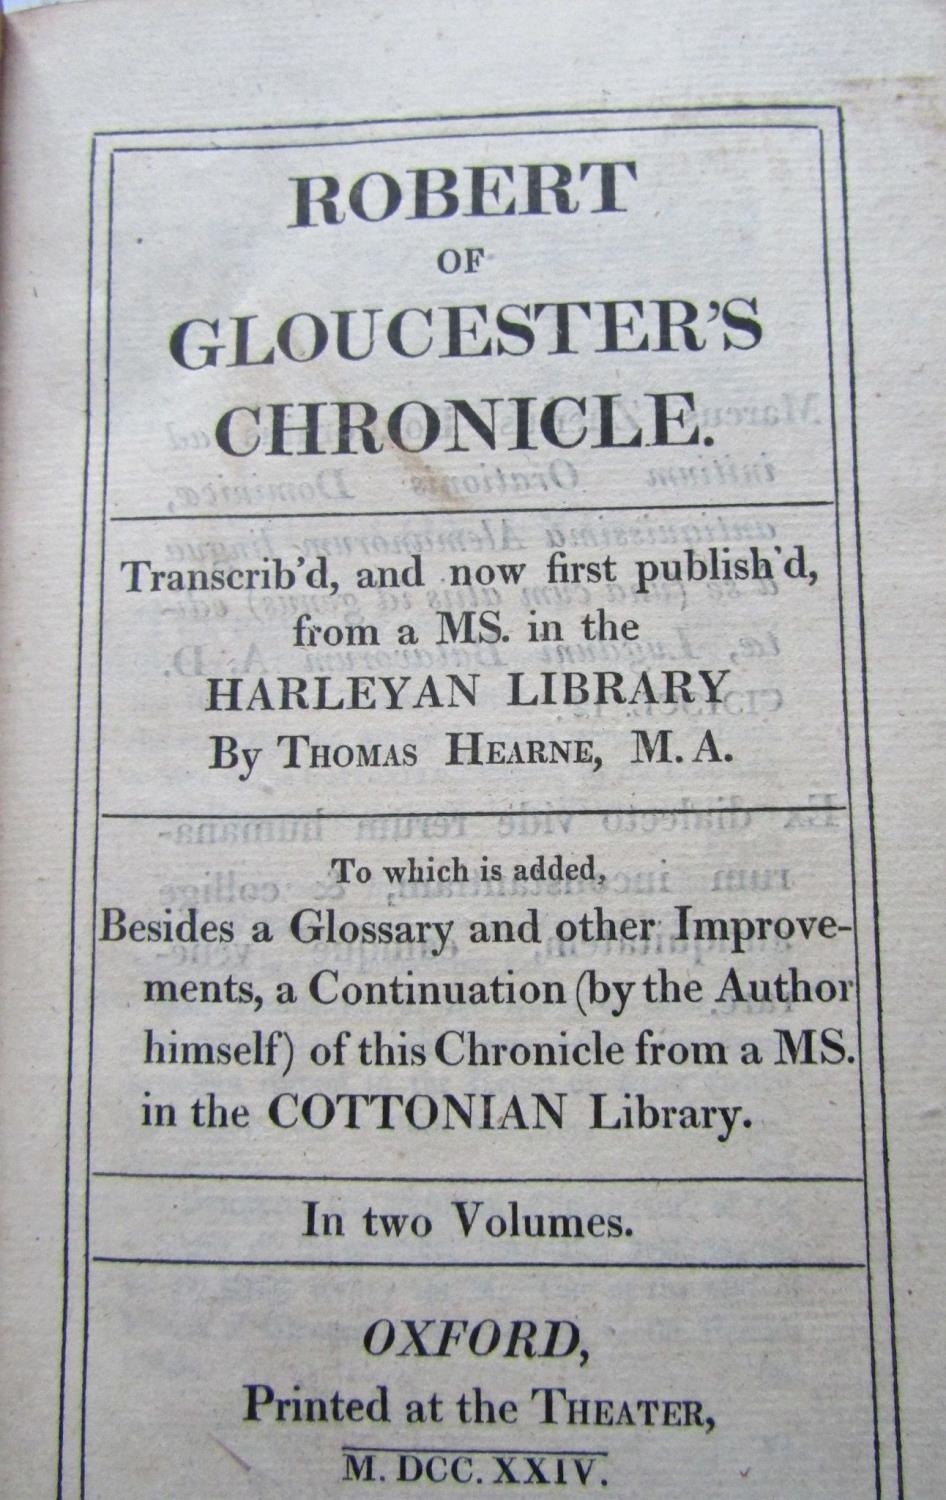 ROBERT
OF
GLOUCESTER'S
CHRONICLE.
Transcrib'd, and now first publish'd,
from a MS. in the
HARLEYAN LIBRARY
By THOMAS HEARNE, M. A.
To which is added,
Besides a Glossary and other Improve-
ments, a Continuation (by the Author
himself) of this Chronicle from a MS.
in the COTTONIAN Library.
In two Volumes.
OXFORD,
Printed at the THEATER,
M. DCC. XXIV.